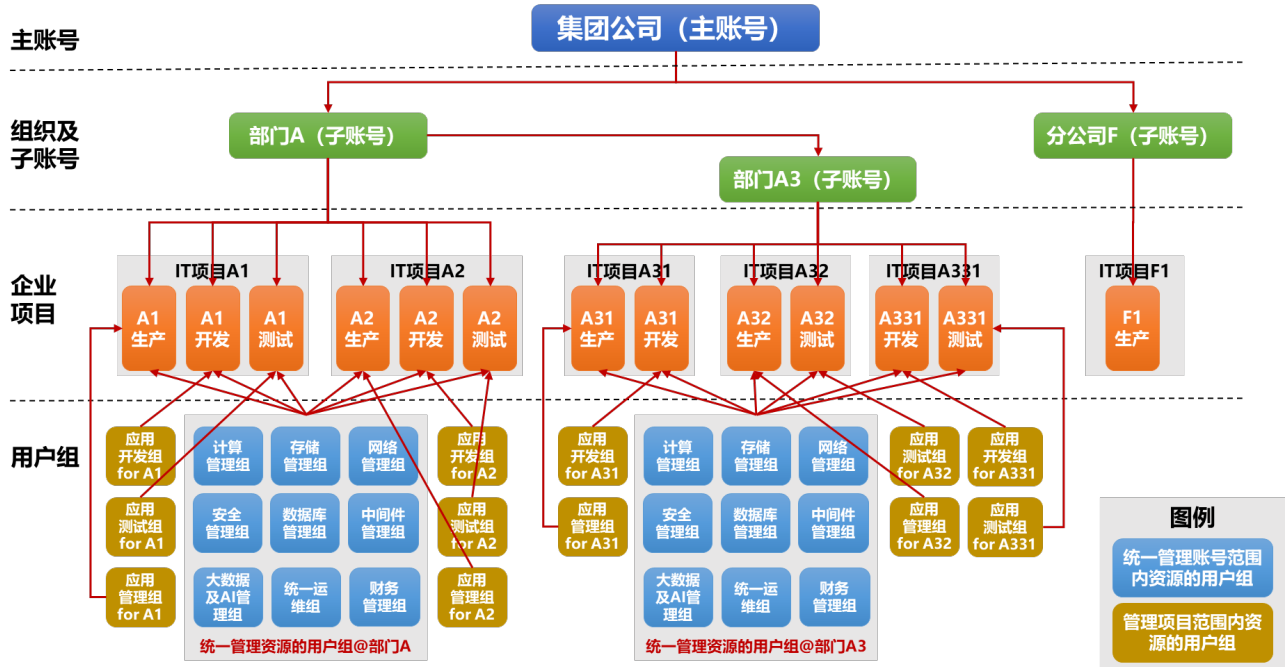 集团公司（主账号）
主账号
组织及
子账号
部门A（子账号）
分公司F（子账号）
部门A3（子账号）
企业
项目
IT项目A1
IT项目A2
IT项目A31
IT项目A32
IT项目A331
IT项目F1
A1
生产
A1
开发
A1
测试
A2
生产
A2
开发
A2
测试
A31
生产
A31
开发
A32
生产
A32
测试
A331
开发
A331
测试
F1
生产
用户组
应用
开发组
for A1
应用
测试组
for A1
应用
管理组
for A1
计算
管理组
存储
管理组
网络
管理组
安全
管理组
数据库
管理组
中间件
管理组
大数据
及AI管
理组
统一运
维组
财务
管理组
统一管理资源的用户组@部门A
应用
开发组
for A2
应用
测试组
for A2
应用
管理组
for A2
应用
开发组
for A31
应用
管理组
for A31
计算
管理组
存储
管理组
网络
管理组
安全
管理组
数据库
管理组
中间件
管理组
大数据
及AI管
理组
统一运
维组
财务
管理组
统一管理资源的用户组@部门A3
应用
测试组
for A32
应用
开发组
for A331
应用
管理组
for A32
应用
测试组
for A331
图例
统一管理账号范围
内资源的用户组
管理项目范围内资
源的用户组